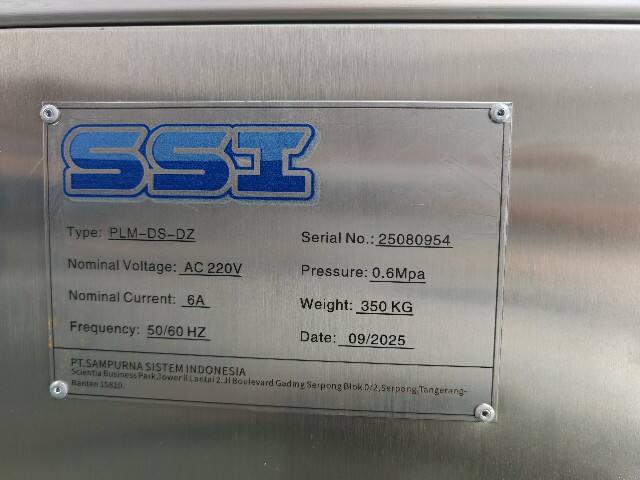 SSI
Type: PLM-DS-DZ
Serial No.: 25080954
Nominal Voltage: AC 220V
Pressure: 0.6Mpa
Nominal Current: 6A
Weight: 350 KG
Frequency: 50/60 HZ
Date: 09/2025
PT.SAMPURNA SISTEM INDONESIA
Scientia Business Park,Tower II Lantai 2.Jl Boulevard Gading Serpong Blok O/2,Serpong,Tangerang-
Banten 15810.